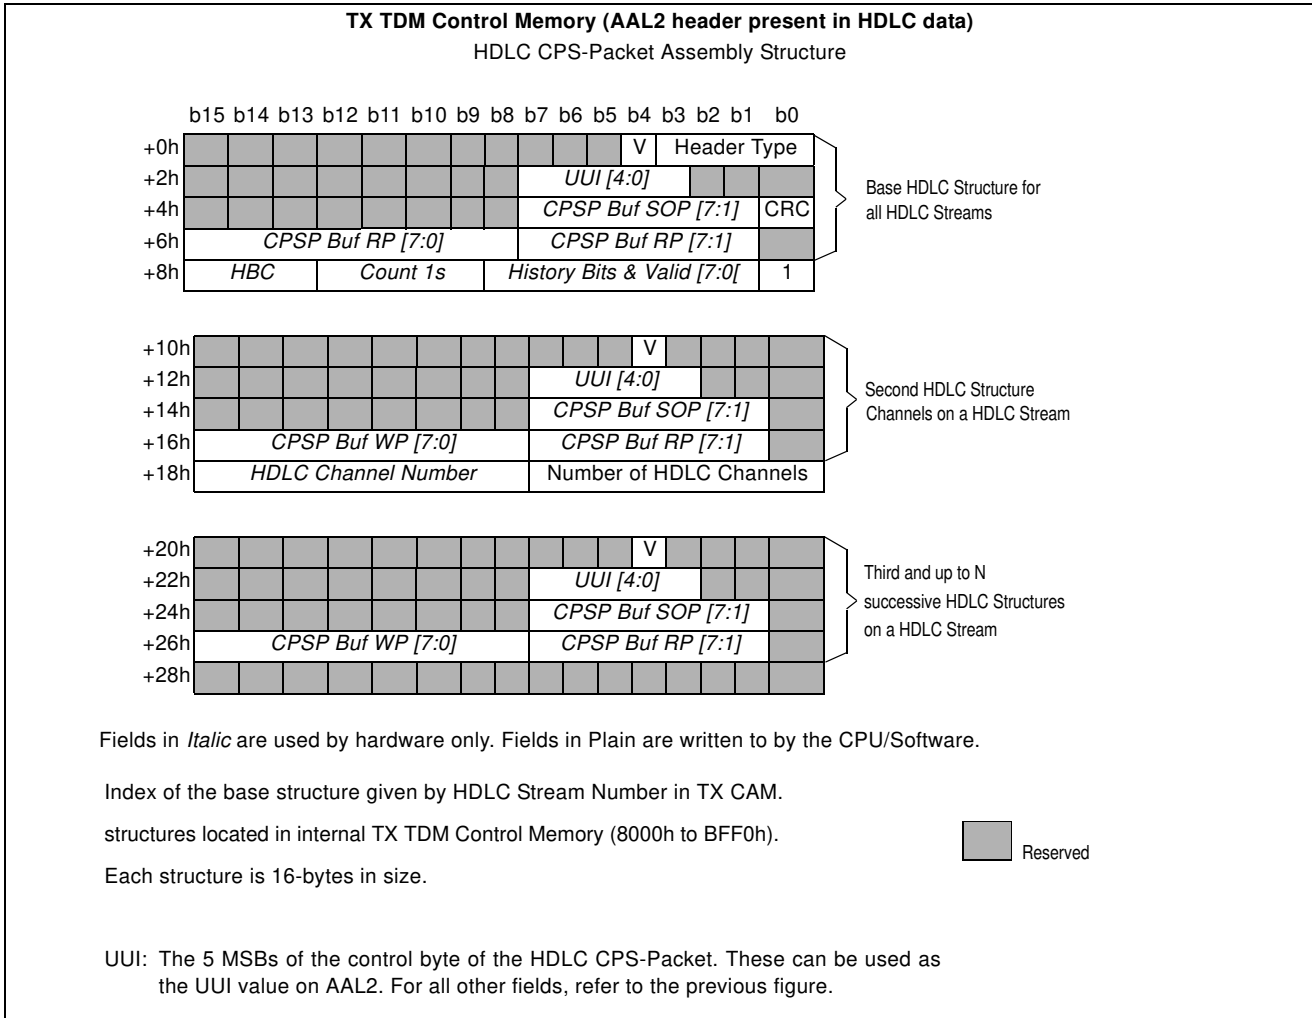 TX TDM Control Memory (AAL2 header present in HDLC data)
HDLC CPS-Packet Assembly Structure
b15 b14 b13 b12 b11 b10 b9 b8 b7 b6 b5 b4 b3 b2 b1 b0
+0h V Header Type
+2h UUI [4:0]
+4h CPSP Buf SOP [7:1] CRC
+6h CPSP Buf RP [7:0] CPSP Buf RP [7:1]
+8h HBC Count 1s History Bits & Valid [7:0[ 1
Base HDLC Structure for
all HDLC Streams
+10h V
+12h UUI [4:0]
+14h CPSP Buf SOP [7:1]
+16h CPSP Buf WP [7:0] CPSP Buf RP [7:1]
+18h HDLC Channel Number Number of HDLC Channels
Second HDLC Structure
Channels on a HDLC Stream
+20h V
+22h UUI [4:0]
+24h CPSP Buf SOP [7:1]
+26h CPSP Buf WP [7:0] CPSP Buf RP [7:1]
+28h
Third and up to N
successive HDLC Structures
on a HDLC Stream
Fields in Italic are used by hardware only. Fields in Plain are written to by the CPU/Software.
Index of the base structure given by HDLC Stream Number in TX CAM.
structures located in internal TX TDM Control Memory (8000h to BFF0h).
Reserved
Each structure is 16-bytes in size.
UUI: The 5 MSBs of the control byte of the HDLC CPS-Packet. These can be used as
the UUI value on AAL2. For all other fields, refer to the previous figure.